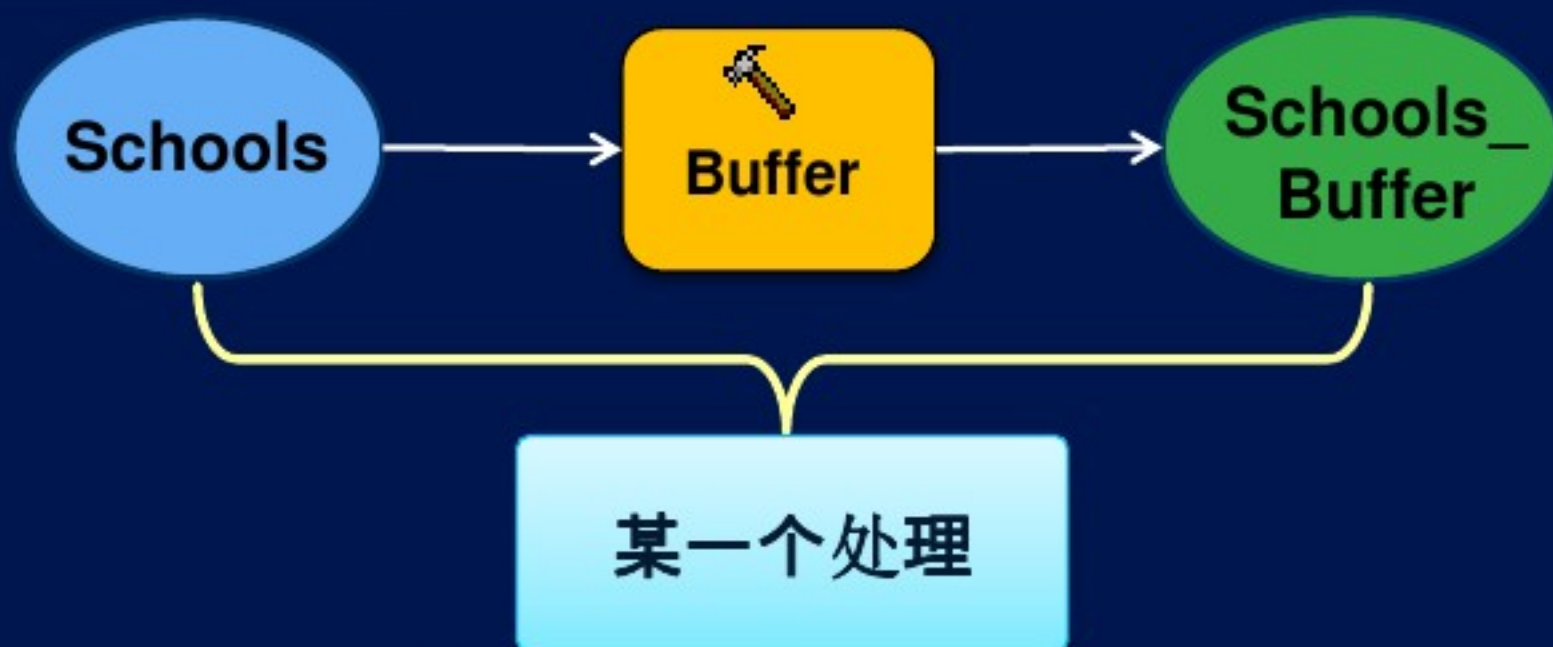 Schools
Buffer
Schools_
Buffer
某一个处理